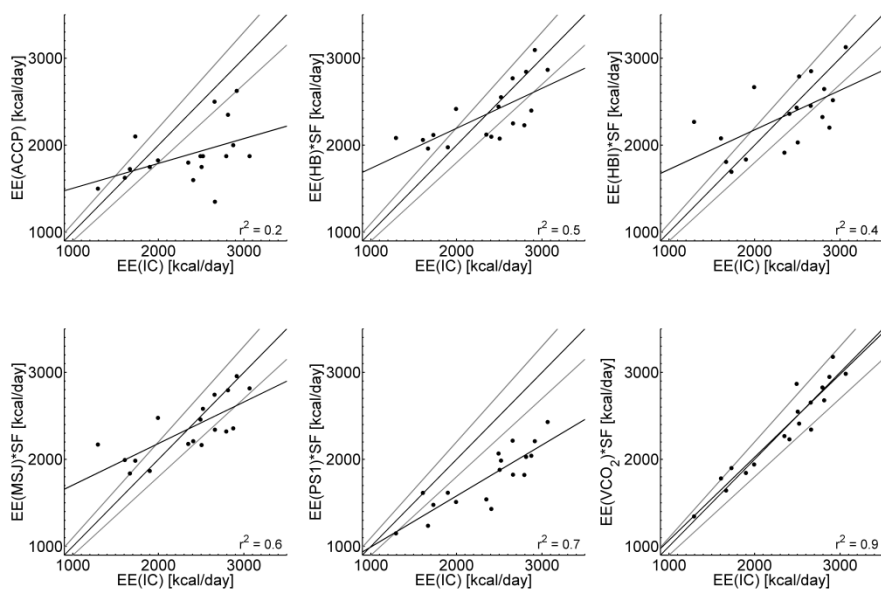 3000
2000
1000
EE(ACCP) [kcal/day]
r² = 0.2
1000 2000 3000
EE(IC) [kcal/day]
3000
2000
1000
EE(HB)*SF [kcal/day]
r² = 0.5
1000 2000 3000
EE(IC) [kcal/day]
3000
2000
1000
EE(HBI)*SF [kcal/day]
r² = 0.4
1000 2000 3000
EE(IC) [kcal/day]
3000
2000
1000
EE(MSJ)*SF [kcal/day]
r² = 0.6
1000 2000 3000
EE(IC) [kcal/day]
3000
2000
1000
EE(PS1)*SF [kcal/day]
r² = 0.7
1000 2000 3000
EE(IC) [kcal/day]
3000
2000
1000
EE(VCO₂)*SF [kcal/day]
r² = 0.9
1000 2000 3000
EE(IC) [kcal/day]